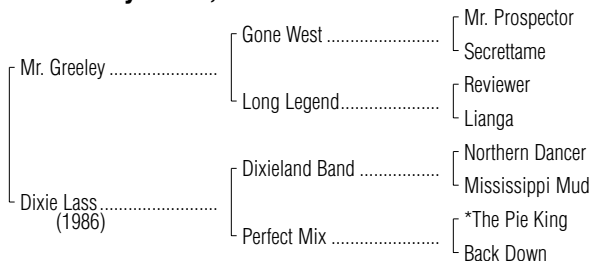 Mr. Prospector
Gone West ....................
Secrettame
Mr. Greeley ......................
Reviewer
Long Legend....................
Lianga
Northern Dancer
Dixieland Band ................
Mississippi Mud
Dixie Lass........................
(1986)
*The Pie King
Perfect Mix .....................
Back Down